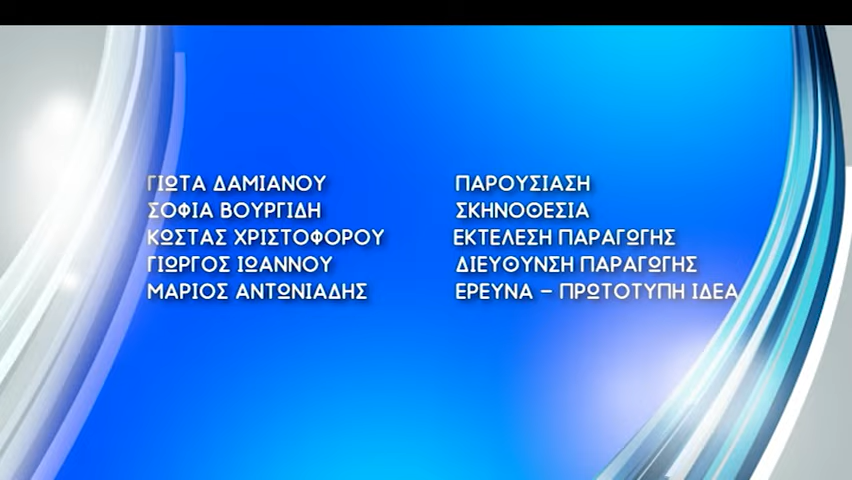 ΓΙΩΤΑ ΔΑΜΙΑΝΟΥ ΠΑΡΟΥΣΙΑΣΗ
ΣΟΦΙΑ ΒΟΥΡΓΙΔΗ ΣΚΗΝΟΘΕΣΙΑ
ΚΩΣΤΑΣ ΧΡΙΣΤΟΦΟΡΟΥ ΕΚΤΕΛΕΣΗ ΠΑΡΑΓΩΓΗΣ
ΓΙΩΡΓΟΣ ΙΩΑΝΝΟΥ ΔΙΕΥΘΥΝΣΗ ΠΑΡΑΓΩΓΗΣ
ΜΑΡΙΟΣ ΑΝΤΩΝΙΑΔΗΣ ΕΡΕΥΝΑ – ΠΡΩΤΟΤΥΠΗ ΙΔΕΑ